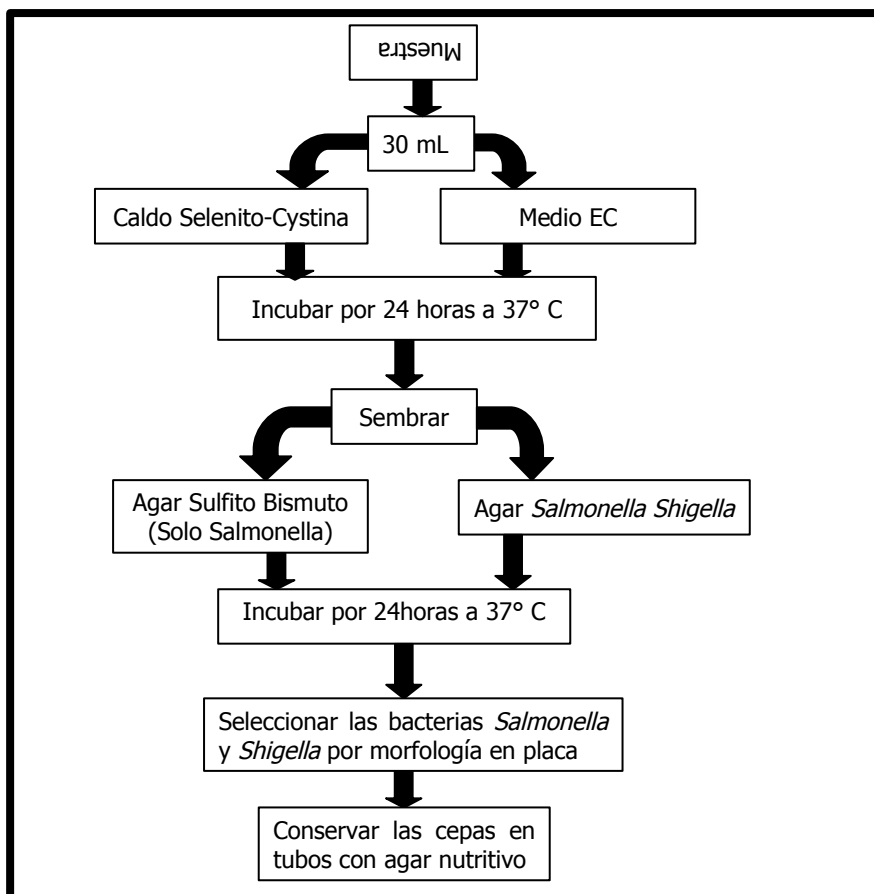 Muestra
30 mL
Caldo Selenito-Cystina
Medio EC
Incubar por 24 horas a 37° C
Sembrar
Agar Sulfito Bismuto
(Solo Salmonella)
Agar Salmonella Shigella
Incubar por 24horas a 37° C
Seleccionar las bacterias Salmonella
y Shigella por morfología en placa
Conservar las cepas en
tubos con agar nutritivo